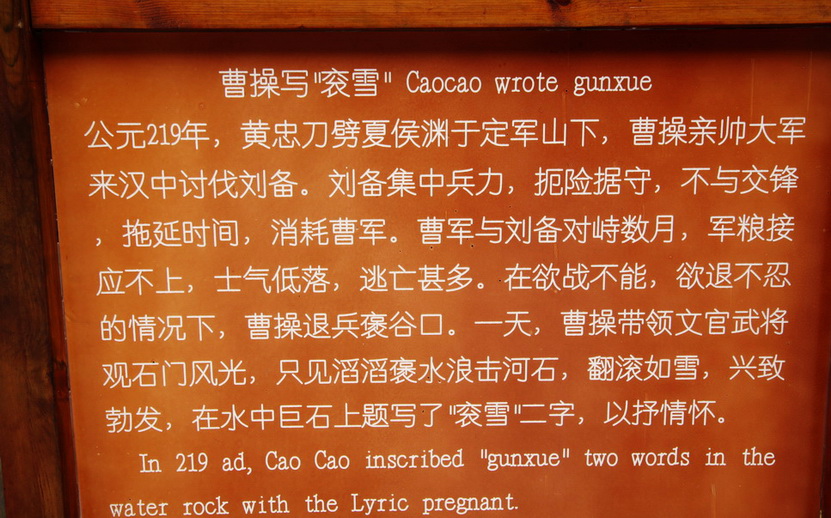 曹操写"衮雪" Caocao wrote gunxue
公元219年，黄忠刀劈夏侯渊于定军山下，曹操亲帅大军
来汉中讨伐刘备。刘备集中兵力，扼险据守，不与交锋
，拖延时间，消耗曹军。曹军与刘备对峙数月，军粮接
应不上，士气低落，逃亡甚多。在欲战不能，欲退不忍
的情况下，曹操退兵褒谷口。一天，曹操带领文官武将
观石门风光，只见滔滔褒水浪击河石，翻滚如雪，兴致
勃发，在水中巨石上题写了"衮雪"二字，以抒情怀。
In 219 ad, Cao Cao inscribed "gunxue" two words in the
water rock with the Lyric pregnant.